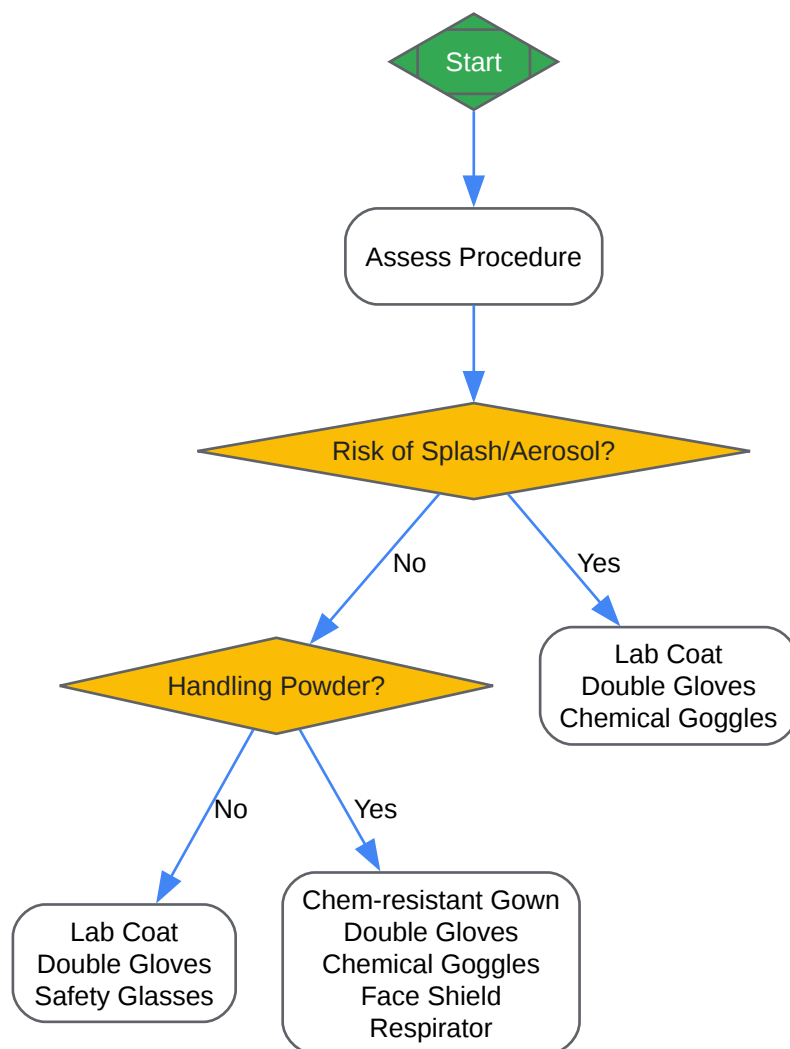 Start
Assess Procedure
Risk of Splash/Aerosol?
No
Yes
Lab Coat
Double Gloves
Chemical Goggles
Handling Powder?
No
Yes
Lab Coat
Double Gloves
Safety Glasses
Chem-resistant Gown
Double Gloves
Chemical Goggles
Face Shield
Respirator